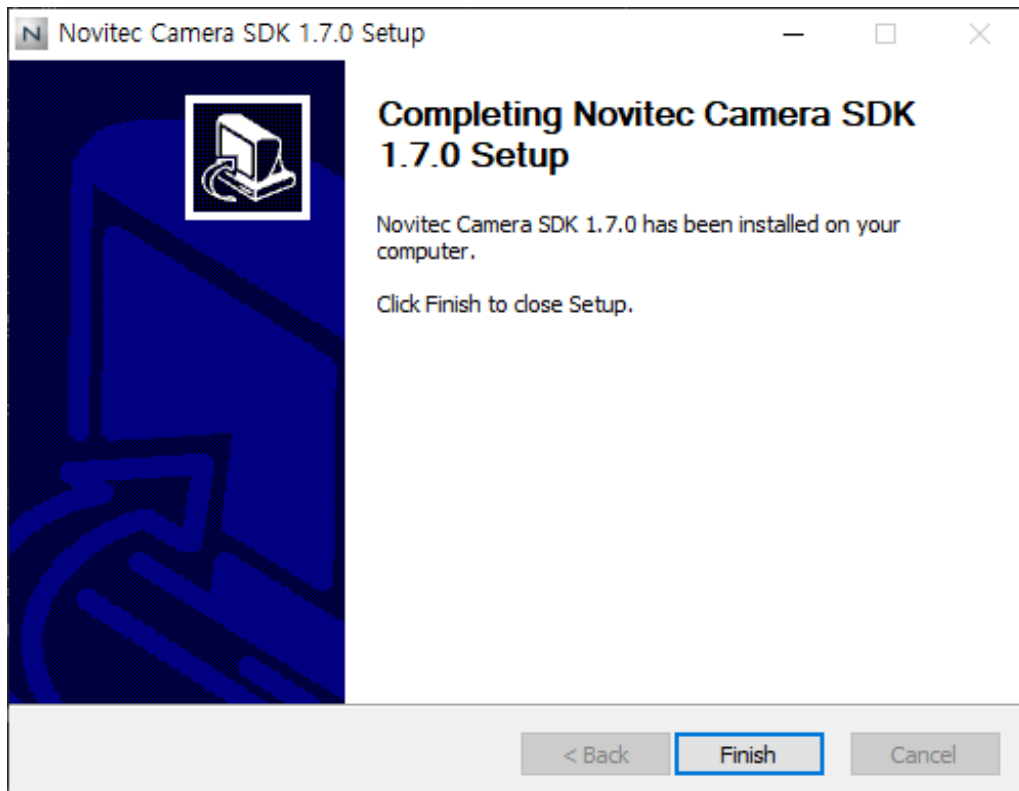 N Novitec Camera SDK 1.7.0 Setup
Completing Novitec Camera SDK
1.7.0 Setup
Novitec Camera SDK 1.7.0 has been installed on your
computer.
Click Finish to close Setup.
< Back Finish Cancel